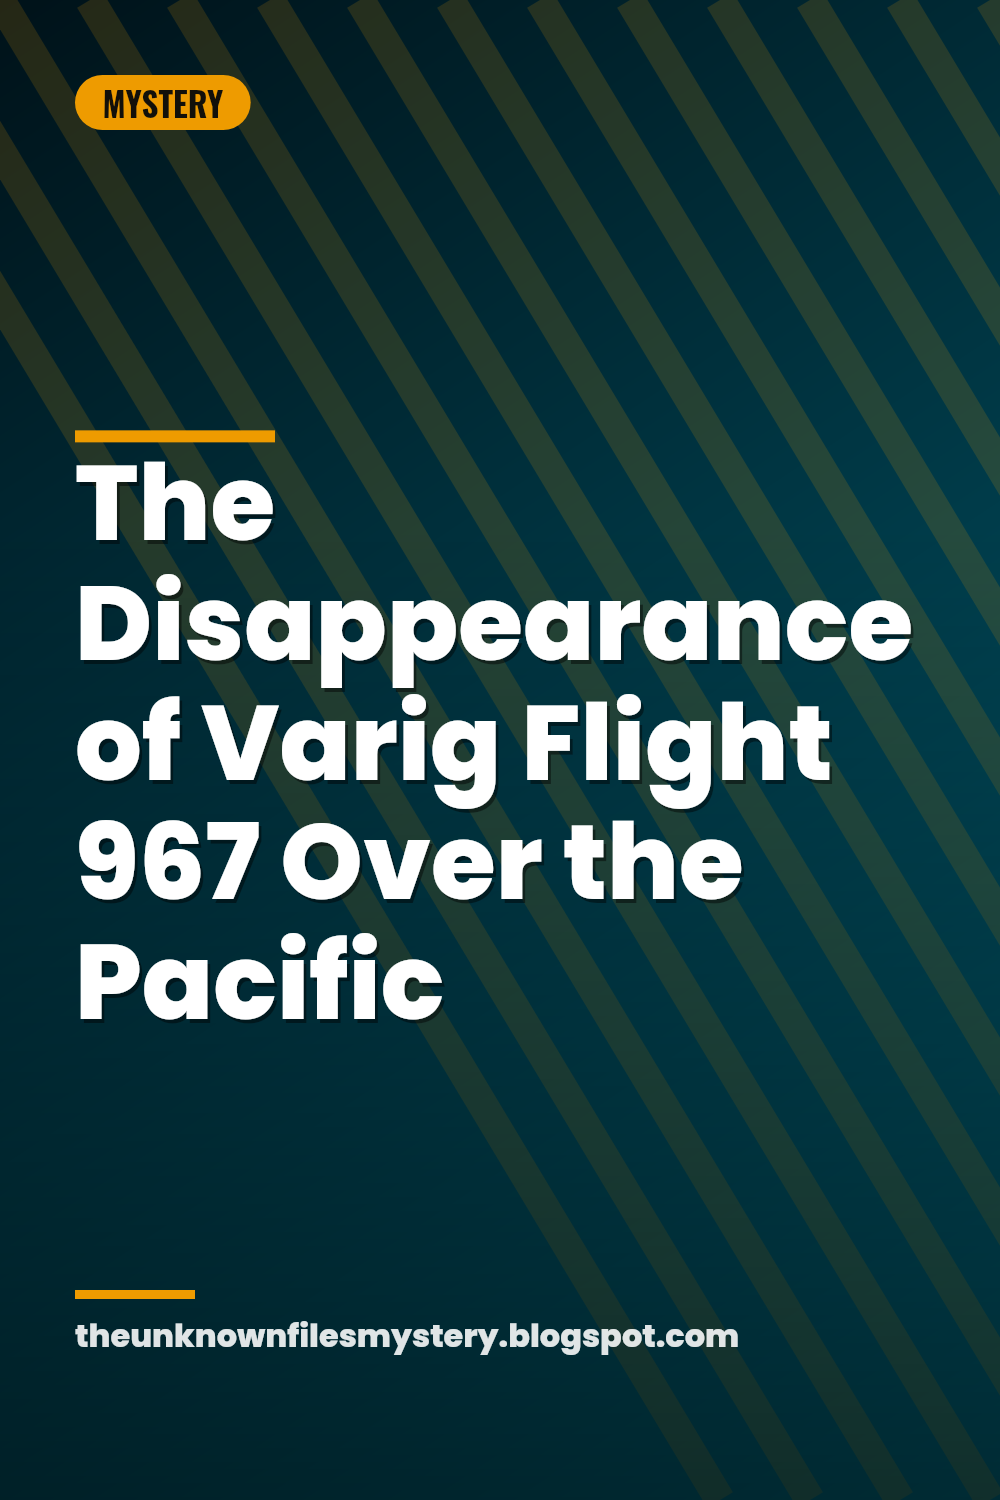 MYSTERY
The
Disappearance
of Varig Flight
967 Over the
Pacific
theunknownfilesmystery.blogspot.com